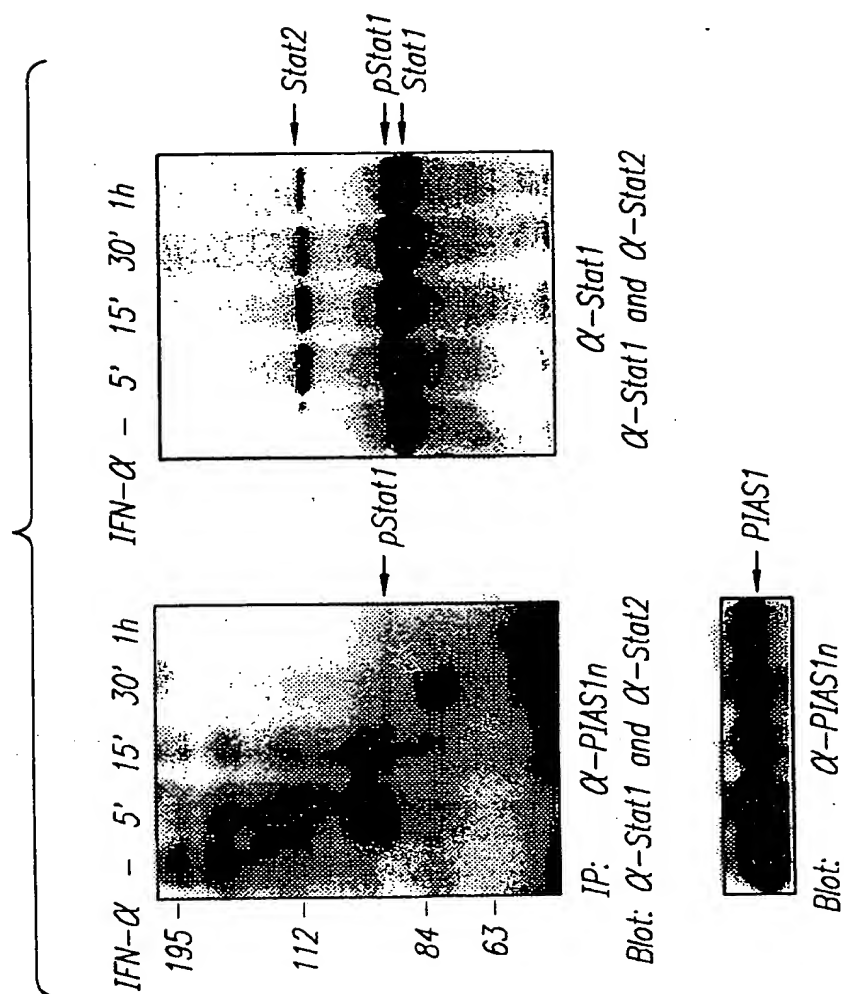 IFN-α – 5' 15' 30' 1h
195 –
112 –
84 –
63 –
← pStat1
IP: α-PIAS1n
Blot: α-Stat1 and α-Stat2
← PIAS1
Blot: α-PIAS1n
IFN-α – 5' 15' 30' 1h
← Stat2
← pStat1
← Stat1
α-Stat1
α-Stat1 and α-Stat2